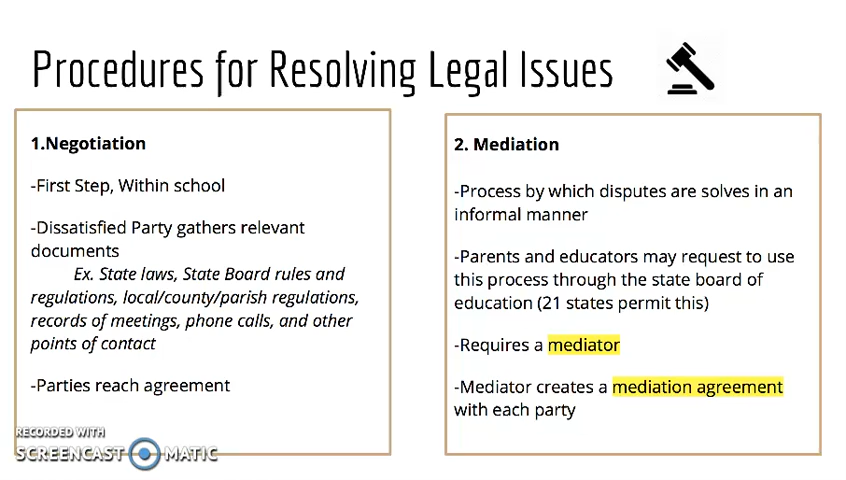 Procedures for Resolving Legal Issues
1.Negotiation
-First Step, Within school
-Dissatisfied Party gathers relevant
documents
Ex. State laws, State Board rules and
regulations, local/county/parish regulations,
records of meetings, phone calls, and other
points of contact
-Parties reach agreement
2. Mediation
-Process by which disputes are solves in an
informal manner
-Parents and educators may request to use
this process through the state board of
education (21 states permit this)
-Requires a mediator
-Mediator creates a mediation agreement
with each party
RECORDED WITH
SCREENCAST MATIC